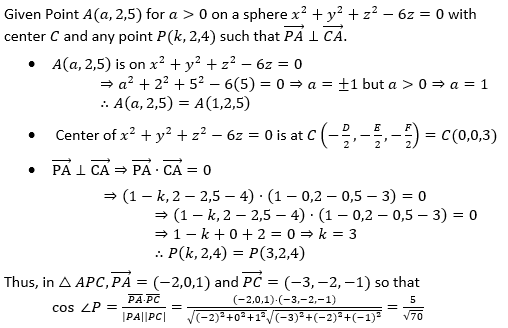 Given Point A(a, 2,5) for a > 0 on a sphere x² + y² + z² − 6z = 0 with
center C and any point P(k, 2,4) such that PA⃗ ⊥ CA⃗.
• A(a, 2,5) is on x² + y² + z² − 6z = 0
⇒ a² + 2² + 5² − 6(5) = 0 ⇒ a = ±1 but a > 0 ⇒ a = 1
∴ A(a, 2,5) = A(1,2,5)
• Center of x² + y² + z² − 6z = 0 is at C (−D/2, −E/2, −F/2) = C(0,0,3)
• PA⃗ ⊥ CA⃗ ⇒ PA⃗ · CA⃗ = 0
⇒ (1 − k, 2 − 2,5 − 4) · (1 − 0,2 − 0,5 − 3) = 0
⇒ (1 − k, 2 − 2,5 − 4) · (1 − 0,2 − 0,5 − 3) = 0
⇒ 1 − k + 0 + 2 = 0 ⇒ k = 3
∴ P(k, 2,4) = P(3,2,4)
Thus, in △ APC, PA⃗ = (−2,0,1) and PC⃗ = (−3, −2, −1) so that
cos ∠P = PA⃗·PC⃗/|PA||PC| = (−2,0,1)·(−3,−2,−1)/√((−2)²+0²+1²)√((−3)²+(−2)²+(−1)²) = 5/√70